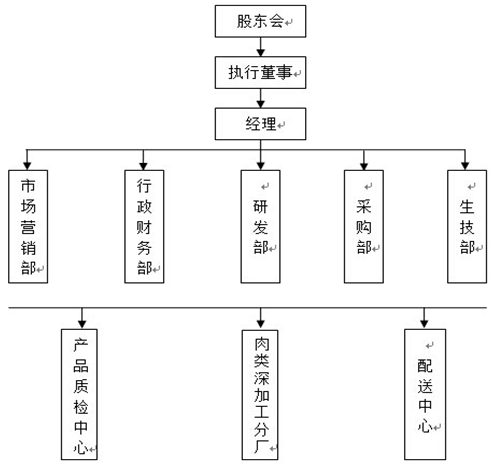 股东会
执行董事
经理
市场营销部
行政财务部
研发部
采购部
生技部
产品质检中心
肉类深加工分厂
配送中心